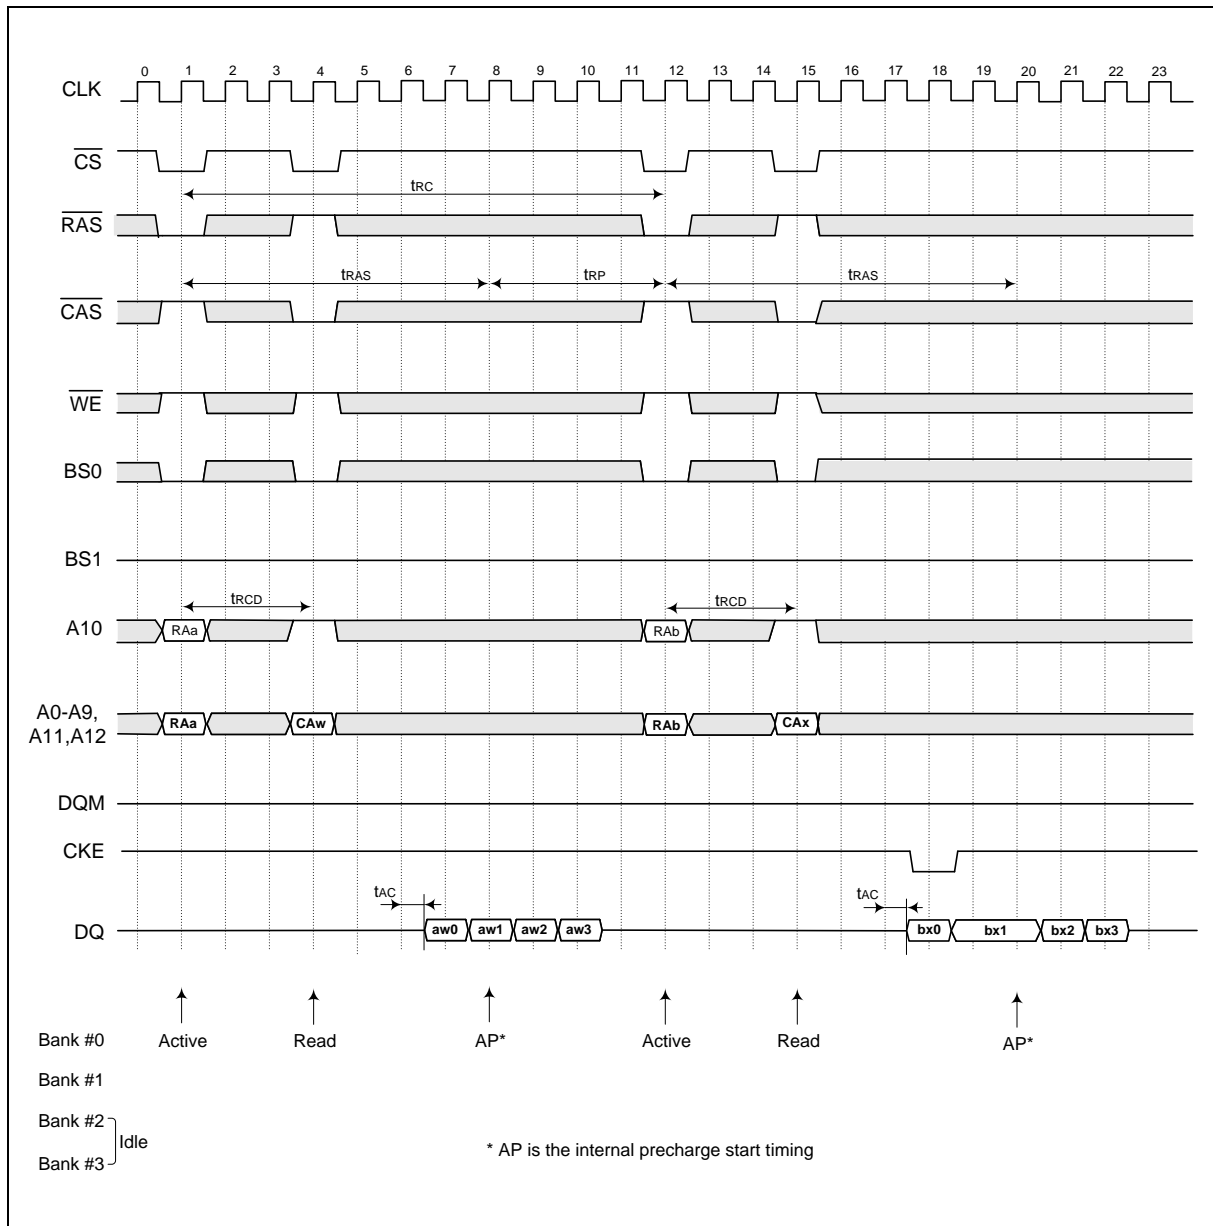 0 1 2 3 4 5 6 7 8 9 10 11 12 13 14 15 16 17 18 19 20 21 22 23
CLK
CS
tRC
RAS
tRAS tRP tRAS
CAS
WE
BS0
BS1
tRCD tRCD
A10 RAa RAb
A0-A9,
A11,A12 RAa CAw RAb CAx
DQM
CKE
tAC tAC
DQ aw0 aw1 aw2 aw3 bx0 bx1 bx2 bx3
Bank #0 Active Read AP* Active Read AP*
Bank #1
Bank #2
Idle
Bank #3
* AP is the internal precharge start timing